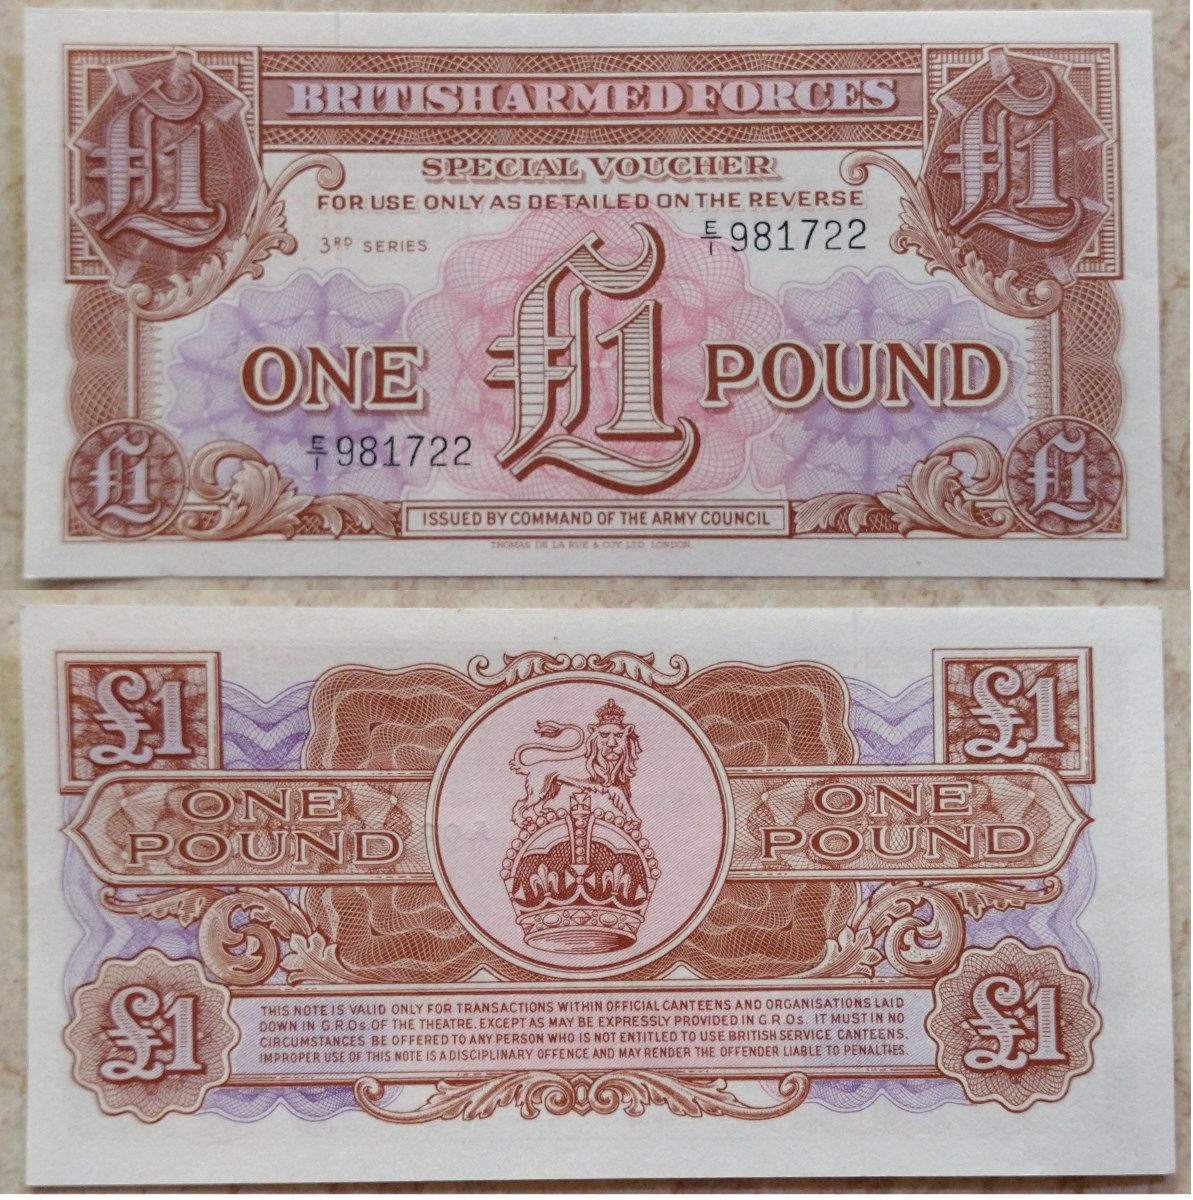 £1 BRITISH ARMED FORCES £1
SPECIAL VOUCHER
FOR USE ONLY AS DETAILED ON THE REVERSE
3RD SERIES E/1 981722
ONE £1 POUND
E/1 981722
£1 ISSUED BY COMMAND OF THE ARMY COUNCIL £1
THOMAS DE LA RUE & COY LTD. LONDON.
£1 £1
ONE ONE
POUND POUND
£1 £1
THIS NOTE IS VALID ONLY FOR TRANSACTIONS WITHIN OFFICIAL CANTEENS AND ORGANISATIONS LAID
DOWN IN G.R.Os. OF THE THEATRE. EXCEPT AS MAY BE EXPRESSLY PROVIDED IN G.R.Os. IT MUST IN NO
CIRCUMSTANCES BE OFFERED TO ANY PERSON WHO IS NOT ENTITLED TO USE BRITISH SERVICE CANTEENS.
IMPROPER USE OF THIS NOTE IS A DISCIPLINARY OFFENCE AND MAY RENDER THE OFFENDER LIABLE TO PENALTIES.